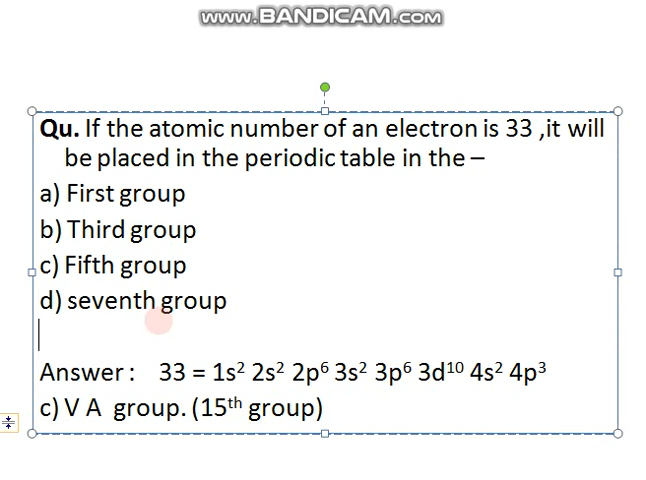 www.BANDICAM.com
Qu. If the atomic number of an electron is 33 ,it will
be placed in the periodic table in the –
a) First group
b) Third group
c) Fifth group
d) seventh group
Answer : 33 = 1s² 2s² 2p⁶ 3s² 3p⁶ 3d¹⁰ 4s² 4p³
c) V A group. (15ᵗʰ group)